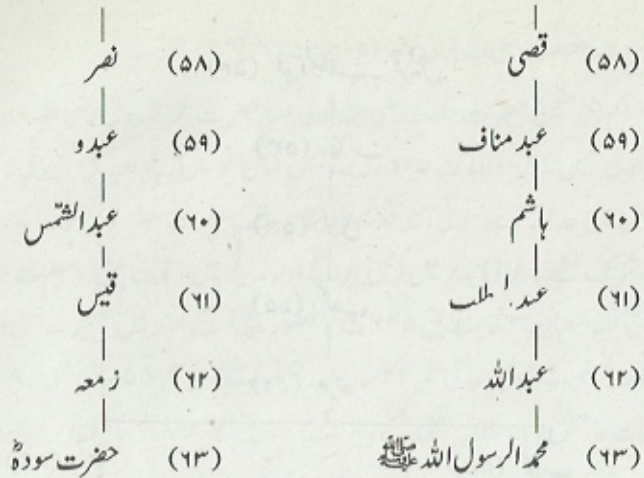 (۵۸) قصی (۵۸) نصر
(۵۹) عبد مناف (۵۹) عبدو
(۶۰) ہاشم (۶۰) عبدالشمّس
(۶۱) عبدالمطلب (۶۱) قیس
(۶۲) عبداللہ (۶۲) زمعہ
(۶۳) محمد الرسول اللہ ﷺ (۶۳) حضرت سودہؓ